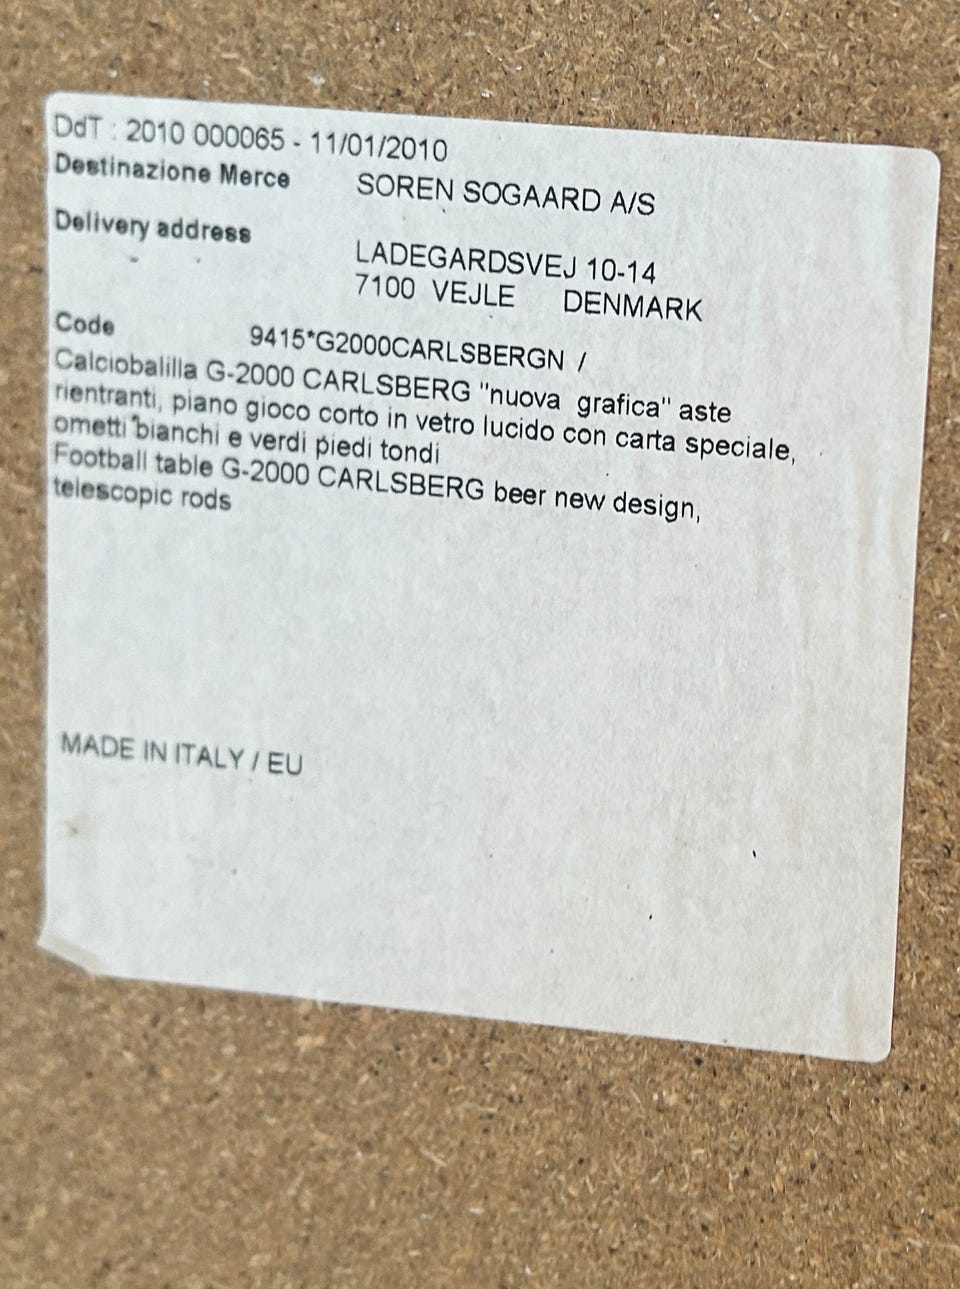 DdT : 2010 000065 - 11/01/2010
Destinazione Merce SOREN SOGAARD A/S
Delivery address
LADEGARDSVEJ 10-14
7100 VEJLE DENMARK
Code 9415*G2000CARLSBERGN /
Calciobalilla G-2000 CARLSBERG "nuova grafica" aste
rientranti, piano gioco corto in vetro lucido con carta speciale,
ometti bianchi e verdi piedi tondi
Football table G-2000 CARLSBERG beer new design,
telescopic rods
MADE IN ITALY / EU